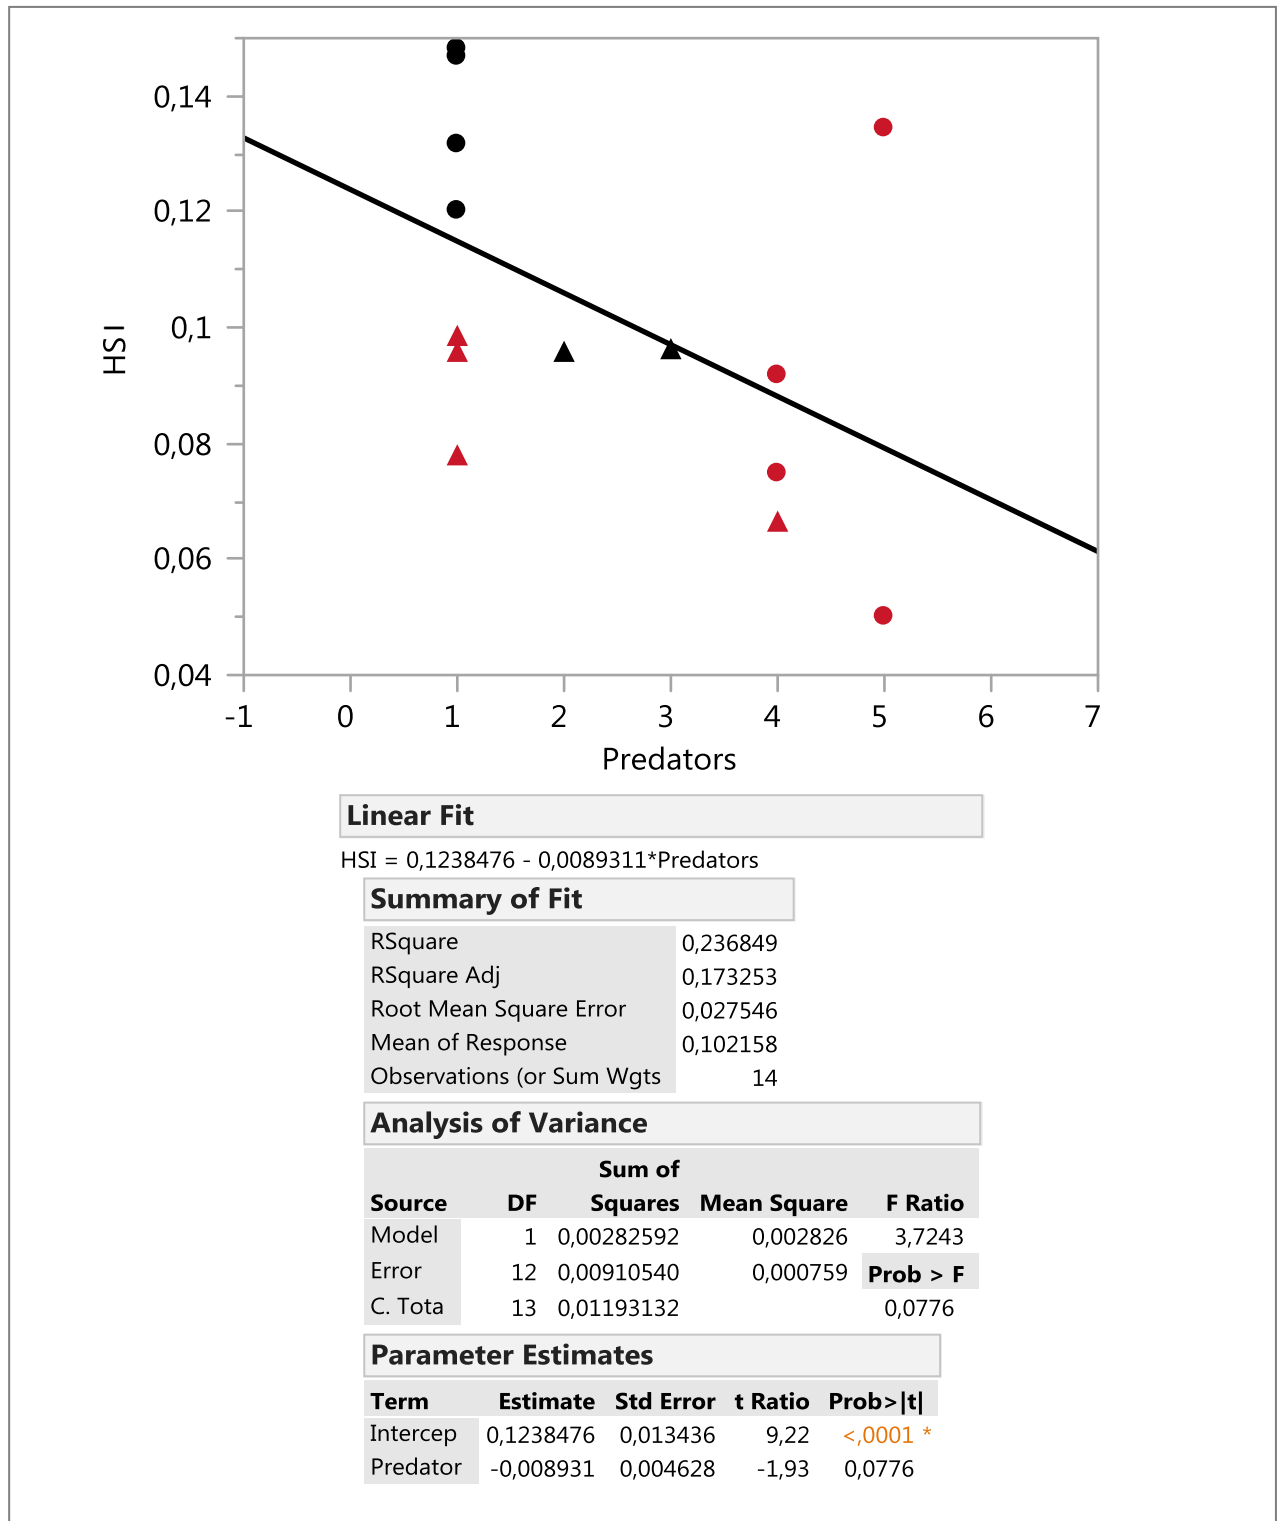 0,14
0,12
0,1
0,08
0,06
0,04
HSI
-1 0 1 2 3 4 5 6 7
Predators
Linear Fit
HSI = 0,1238476 - 0,0089311*Predators
Summary of Fit
RSquare 0,236849
RSquare Adj 0,173253
Root Mean Square Error 0,027546
Mean of Response 0,102158
Observations (or Sum Wgts 14
Analysis of Variance
Sum of
Source DF Squares Mean Square F Ratio
Model 1 0,00282592 0,002826 3,7243
Error 12 0,00910540 0,000759 Prob > F
C. Tota 13 0,01193132 0,0776
Parameter Estimates
Term Estimate Std Error t Ratio Prob>|t|
Intercep 0,1238476 0,013436 9,22 <,0001 *
Predator -0,008931 0,004628 -1,93 0,0776